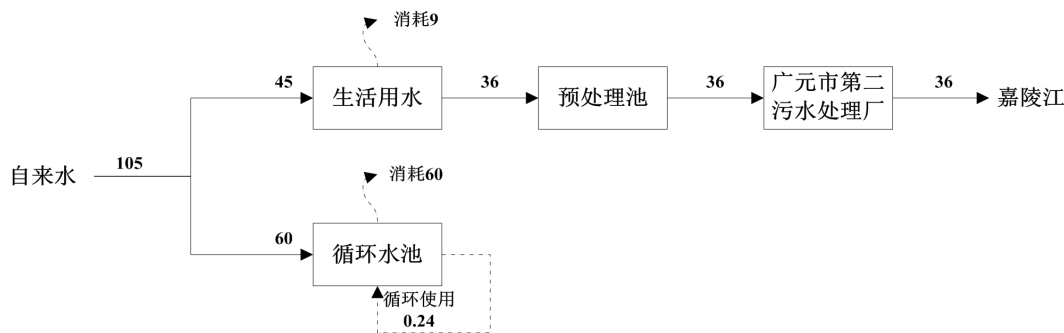 消耗9
45
生活用水
36
预处理池
36
广元市第二
污水处理厂
36
嘉陵江
自来水
105
消耗60
60
循环水池
循环使用
0.24